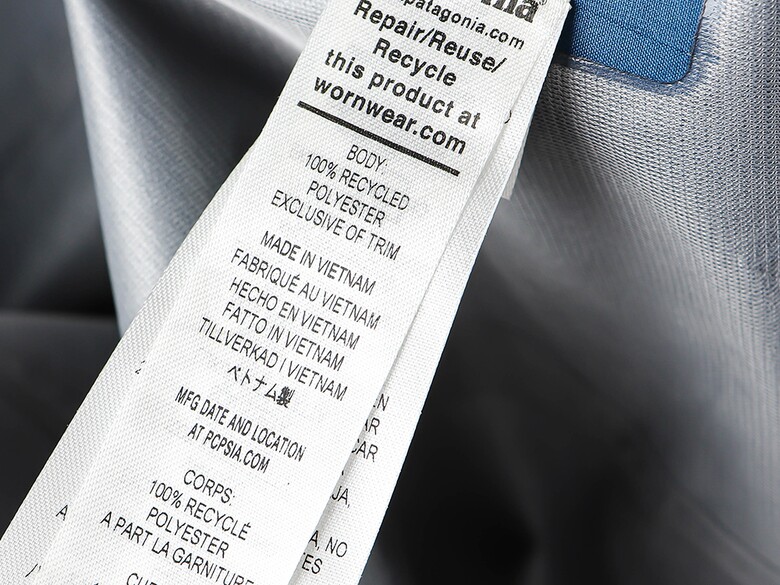 patagonia.com
Repair/Reuse/
Recycle
this product at
wornwear.com
BODY:
100% RECYCLED
POLYESTER
EXCLUSIVE OF TRIM
MADE IN VIETNAM
FABRIQUÉ AU VIETNAM
HECHO EN VIETNAM
FATTO IN VIETNAM
TILLVERKAD I VIETNAM
ベトナム製
MFG DATE AND LOCATION
AT PCPSIA.COM
CORPS:
100% RECYCLÉ
POLYESTER
A PART LA GARNITURE